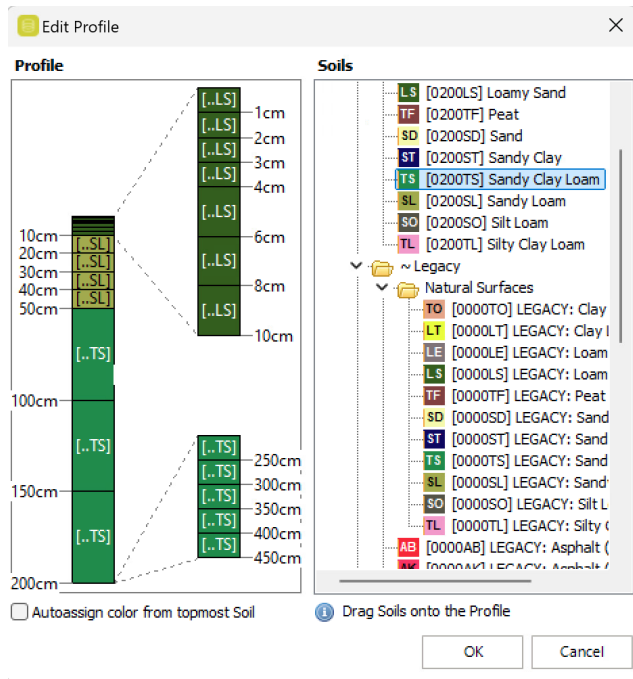 Edit Profile
Profile
[..LS]
1cm
[..LS]
2cm
[..LS]
3cm
[..LS]
4cm
[..LS]
6cm
[..LS]
8cm
[..LS]
10cm
10cm
[..SL]
20cm
[..SL]
30cm
[..SL]
40cm
[..SL]
50cm
[..TS]
100cm
[..TS]
150cm
[..TS]
200cm
[..TS]
250cm
[..TS]
300cm
[..TS]
350cm
[..TS]
400cm
[..TS]
450cm
Autoassign color from topmost Soil
Soils
LS [0200LS] Loamy Sand
TF [0200TF] Peat
SD [0200SD] Sand
ST [0200ST] Sandy Clay
TS [0200TS] Sandy Clay Loam
SL [0200SL] Sandy Loam
SO [0200SO] Silt Loam
TL [0200TL] Silty Clay Loam
~ Legacy
Natural Surfaces
TO [0000TO] LEGACY: Clay
LT [0000LT] LEGACY: Clay l
LE [0000LE] LEGACY: Loam
LS [0000LS] LEGACY: Loam
TF [0000TF] LEGACY: Peat
SD [0000SD] LEGACY: Sand
ST [0000ST] LEGACY: Sand
TS [0000TS] LEGACY: Sand
SL [0000SL] LEGACY: Sand
SO [0000SO] LEGACY: Silt L
TL [0000TL] LEGACY: Silty
AB [0000AB] LEGACY: Asphalt (
AK [0000AK] LEGACY: Asphalt (
Drag Soils onto the Profile
OK
Cancel